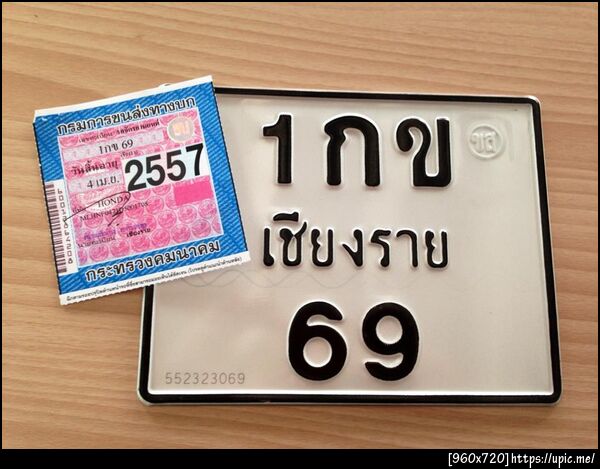 กรมการขนส่งทางบก
1กข 69
วันสิ้นอายุ
4 เม.ย.
2557
HONDA
เชียงราย
กระทรวงคมนาคม
1กข
ขส
เชียงราย
69
552323069
[960x720]https://upic.me/